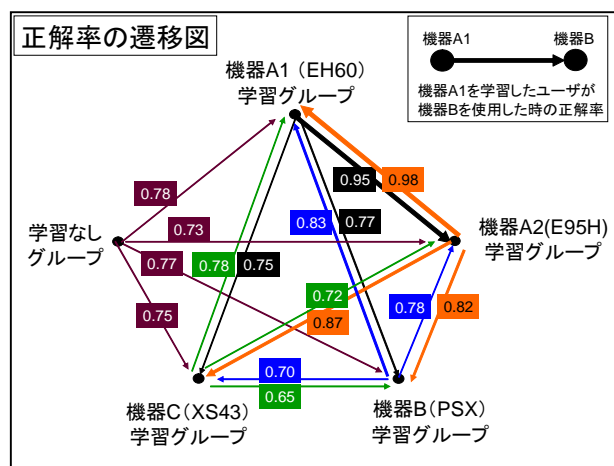 正解率の遷移図
機器A1
機器B
機器A1を学習したユーザが
機器Bを使用した時の正解率
機器A1（EH60）
学習グループ
0.95
0.98
0.78
0.83
0.77
学習なし
グループ
0.73
機器A2(E95H)
学習グループ
0.77
0.78
0.75
0.72
0.75
0.87
0.78
0.82
0.70
0.65
機器C（XS43）
学習グループ
機器B（PSX）
学習グループ